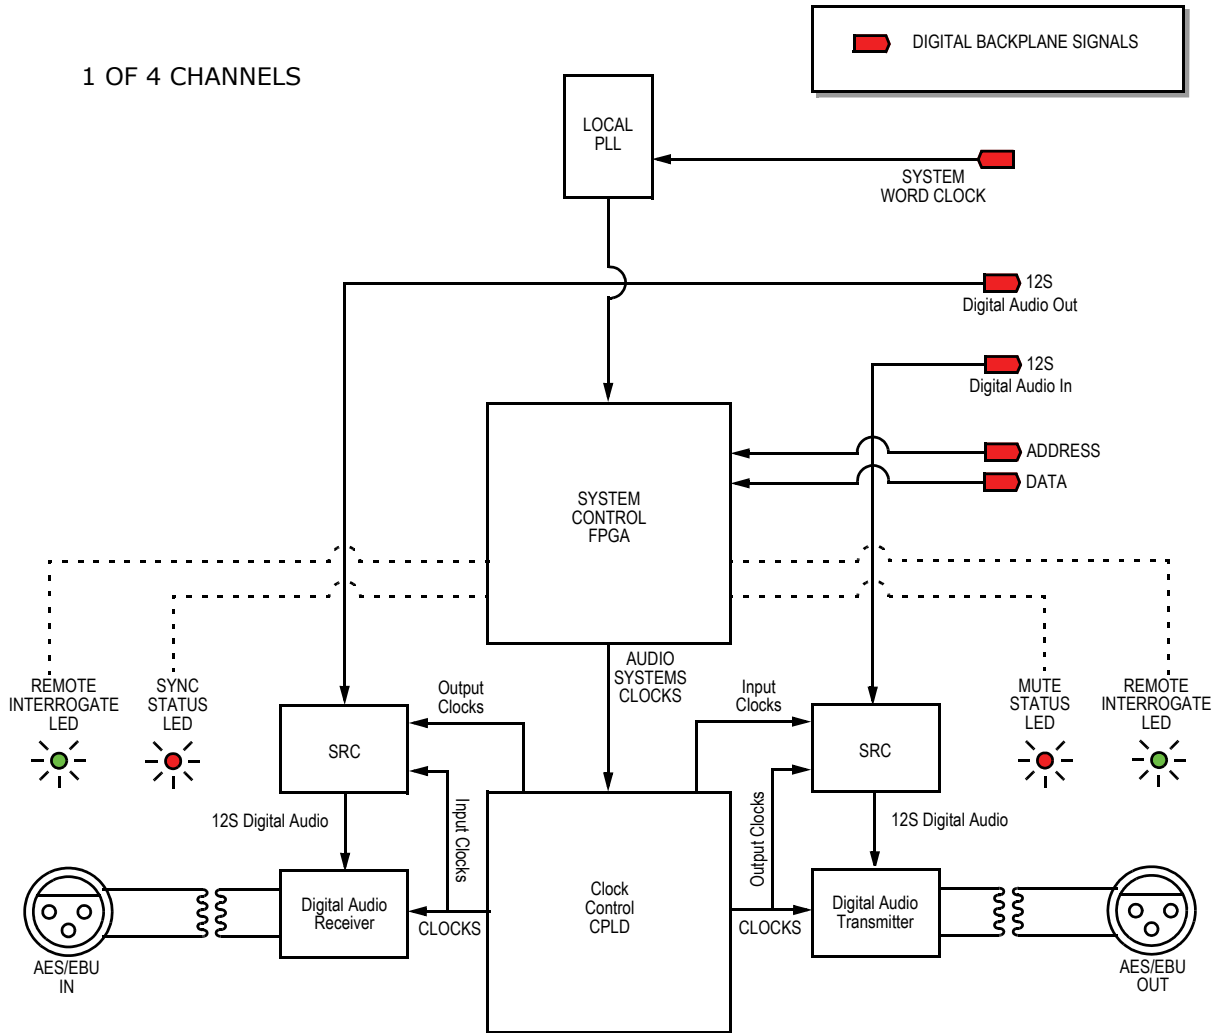 DIGITAL BACKPLANE SIGNALS
1 OF 4 CHANNELS
LOCAL
PLL
SYSTEM
WORD CLOCK
12S
Digital Audio Out
12S
Digital Audio In
ADDRESS
DATA
SYSTEM
CONTROL
FPGA
REMOTE
INTERROGATE
LED
SYNC
STATUS
LED
Output
Clocks
AUDIO
SYSTEMS
CLOCKS
Input
Clocks
MUTE
STATUS
LED
REMOTE
INTERROGATE
LED
SRC
SRC
12S Digital Audio
Input Clocks
Output Clocks
12S Digital Audio
Digital Audio
Receiver
CLOCKS
Clock
Control
CPLD
CLOCKS
Digital Audio
Transmitter
AES/EBU
IN
AES/EBU
OUT